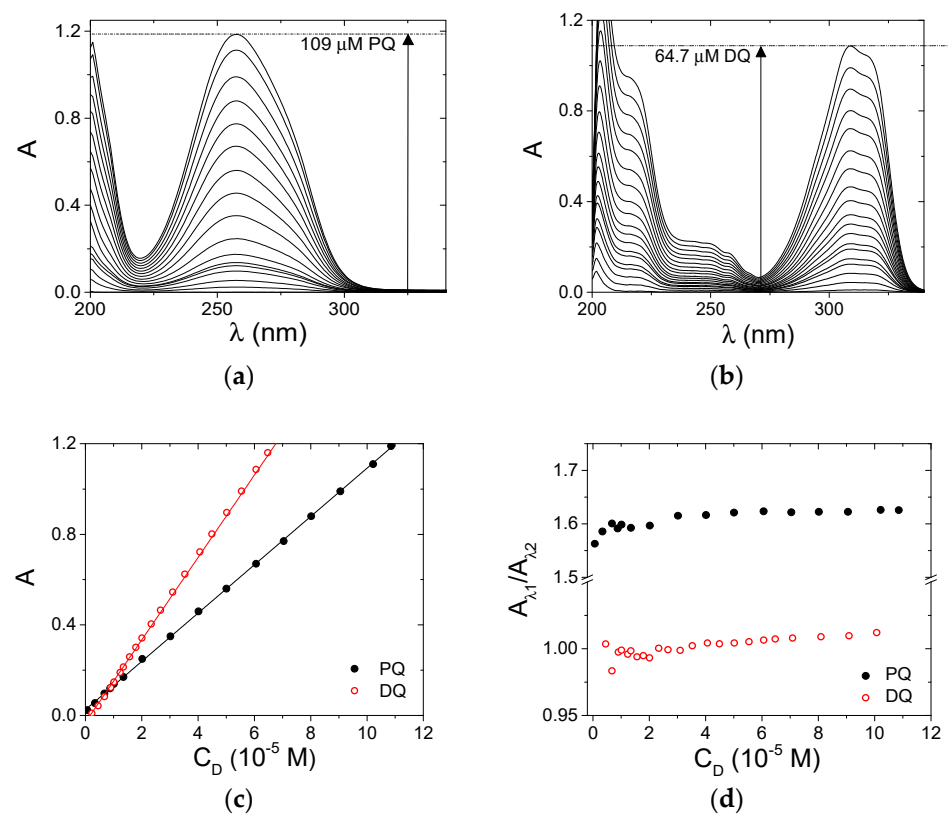 1.2
0.8
0.4
0.0
A
109 μM PQ
200 250 300
λ (nm)
(a)
1.2
0.8
0.4
0.0
A
64.7 μM DQ
200 250 300
λ (nm)
(b)
1.2
0.8
0.4
0.0
A
PQ
DQ
0 2 4 6 8 10 12
C_D (10^-5 M)
(c)
1.7
1.6
1.5
1.00
0.95
A_λ1/A_λ2
PQ
DQ
0 2 4 6 8 10 12
C_D (10^-5 M)
(d)